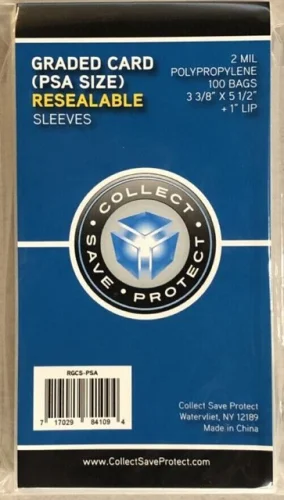 GRADED CARD
(PSA SIZE)
RESEALABLE
SLEEVES
2 MIL
POLYPROPYLENE
100 BAGS
3 3/8" X 5 1/2"
+ 1" LIP
COLLECT • SAVE • PROTECT •
RGCS-PSA
7 17029 84109 4
Collect Save Protect
Watervliet, NY 12189
Made in China
www.CollectSaveProtect.com